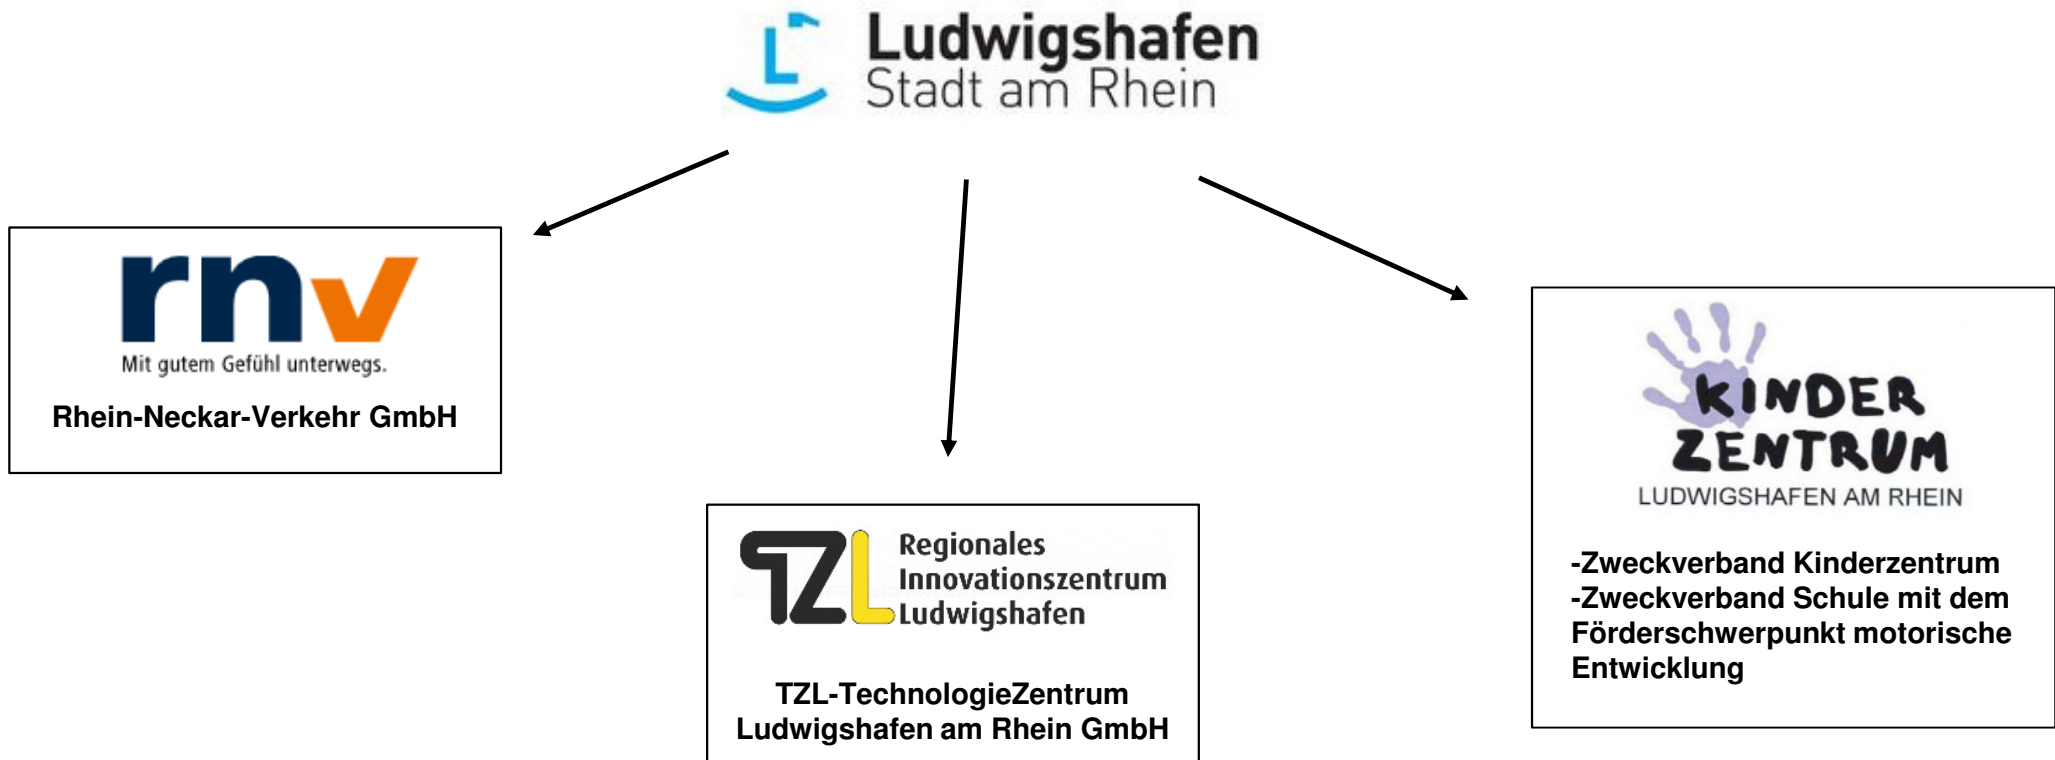 Ludwigshafen
Stadt am Rhein
rnv
Mit gutem Gefühl unterwegs.
Rhein-Neckar-Verkehr GmbH
TZL
Regionales
Innovationszentrum
Ludwigshafen
TZL-TechnologieZentrum
Ludwigshafen am Rhein GmbH
KINDER
ZENTRUM
LUDWIGSHAFEN AM RHEIN
-Zweckverband Kinderzentrum
-Zweckverband Schule mit dem
Förderschwerpunkt motorische
Entwicklung